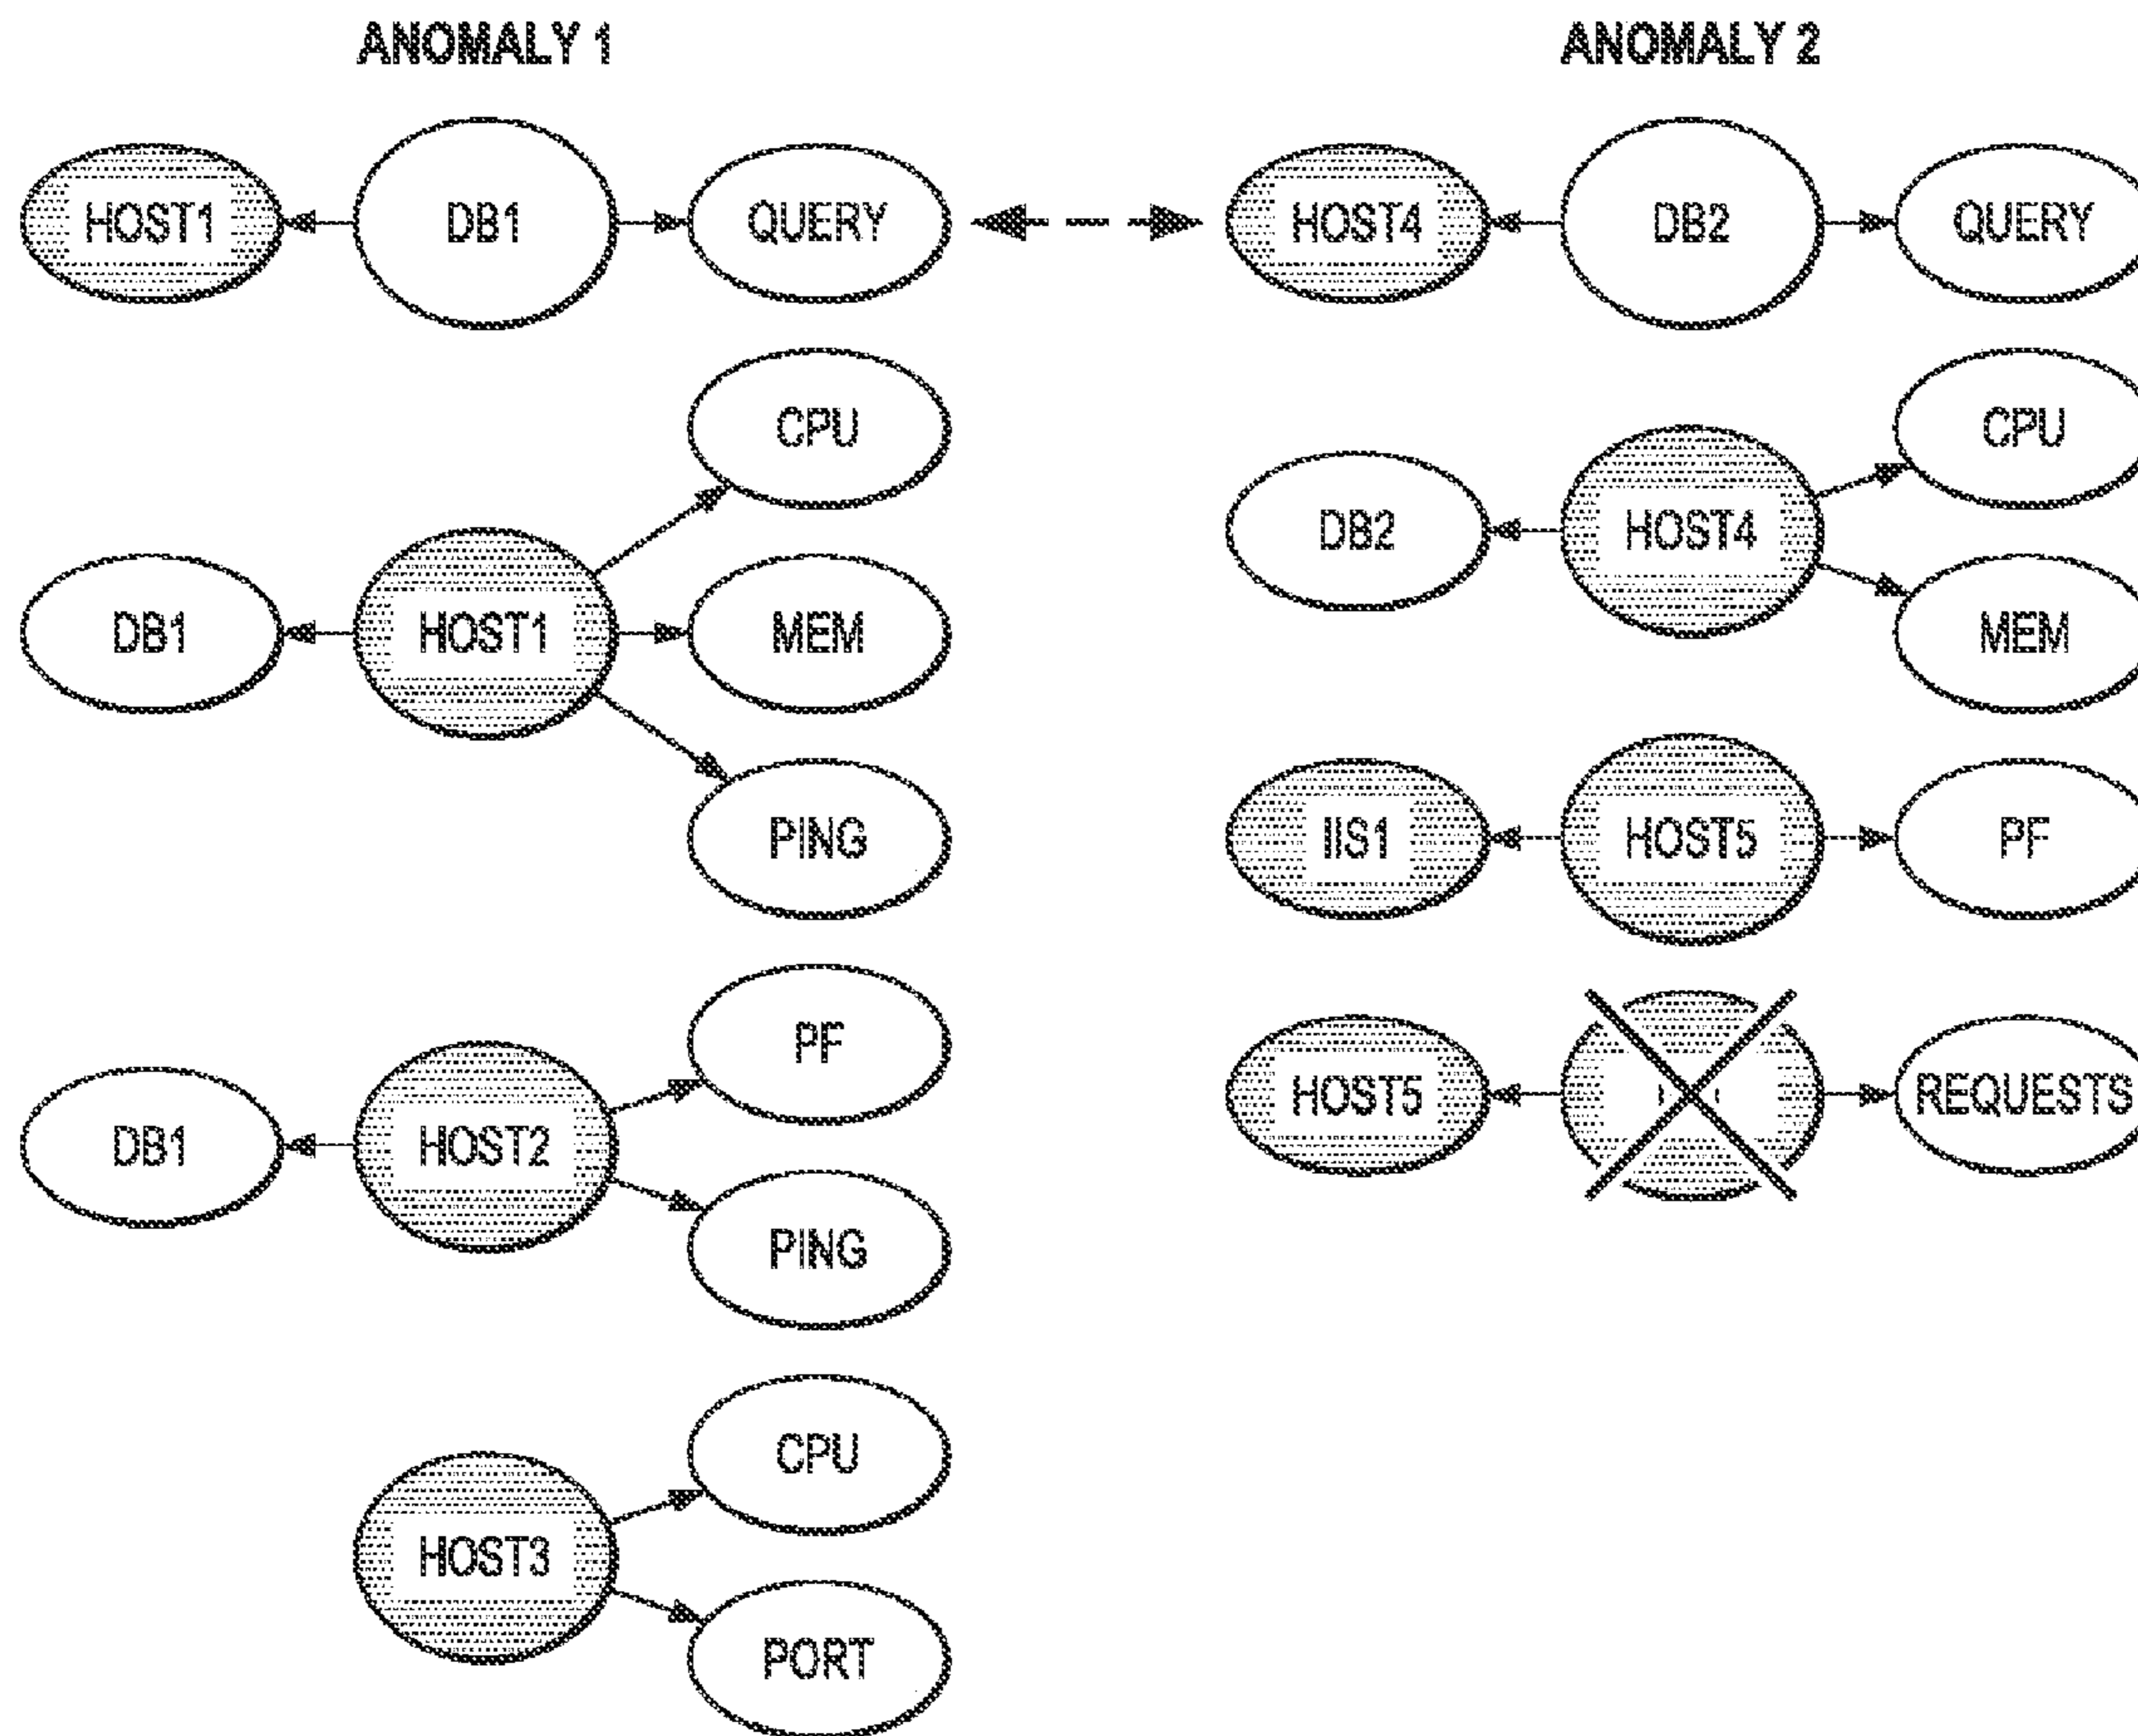 ANOMALY 1
HOST1 DB1 QUERY
CPU
DB1 HOST1 MEM
PING
PF
DB1 HOST2
PING
CPU
HOST3
PORT
ANOMALY 2
HOST4 DB2 QUERY
CPU
DB2 HOST4
MEM
IIS1 HOST5 PF
HOST5 REQUESTS